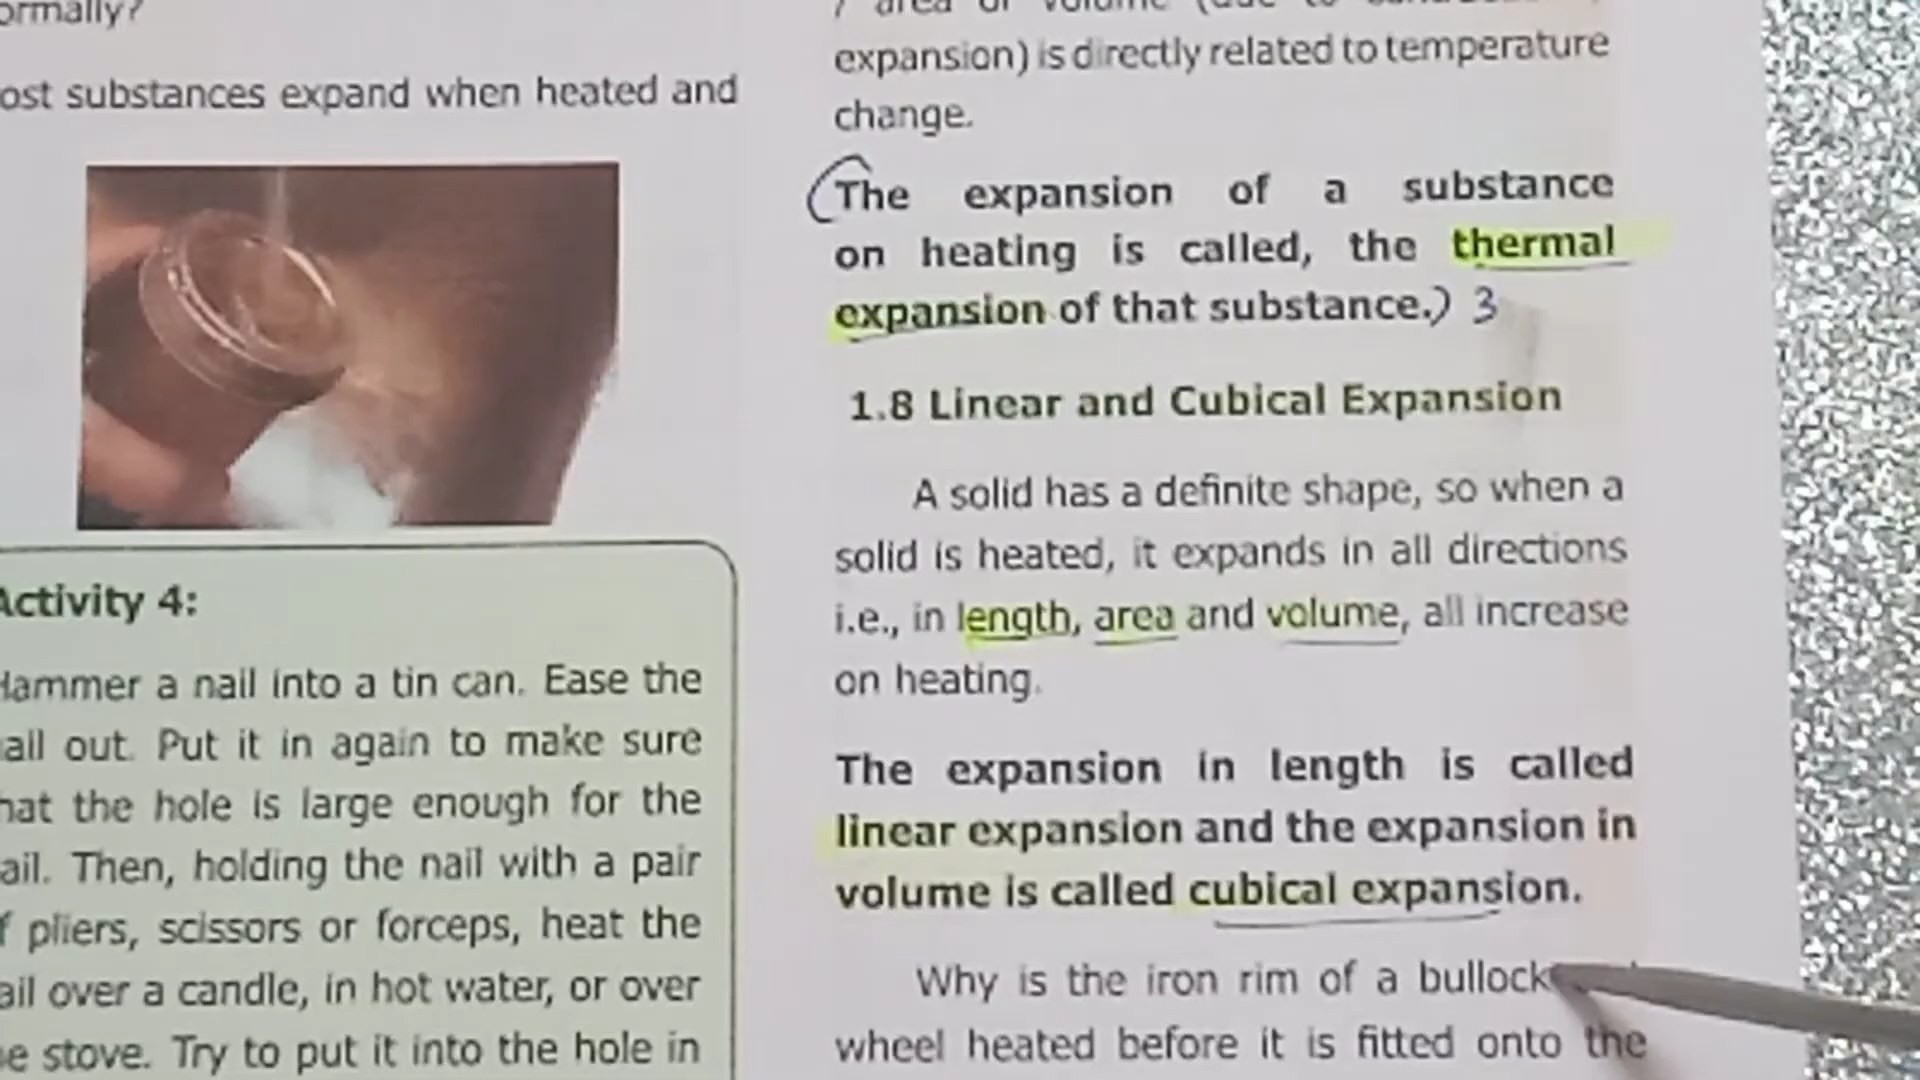 ormally?
ost substances expand when heated and
Activity 4:
Hammer a nail into a tin can. Ease the
ail out. Put it in again to make sure
hat the hole is large enough for the
ail. Then, holding the nail with a pair
f pliers, scissors or forceps, heat the
ail over a candle, in hot water, or over
e stove. Try to put it into the hole in
area or volume
expansion) is directly related to temperature
change.
(The expansion of a substance
on heating is called, the thermal
expansion of that substance.) 3
1.8 Linear and Cubical Expansion
A solid has a definite shape, so when a
solid is heated, it expands in all directions
i.e., in length, area and volume, all increase
on heating.
The expansion in length is called
linear expansion and the expansion in
volume is called cubical expansion.
Why is the iron rim of a bullock
wheel heated before it is fitted onto the